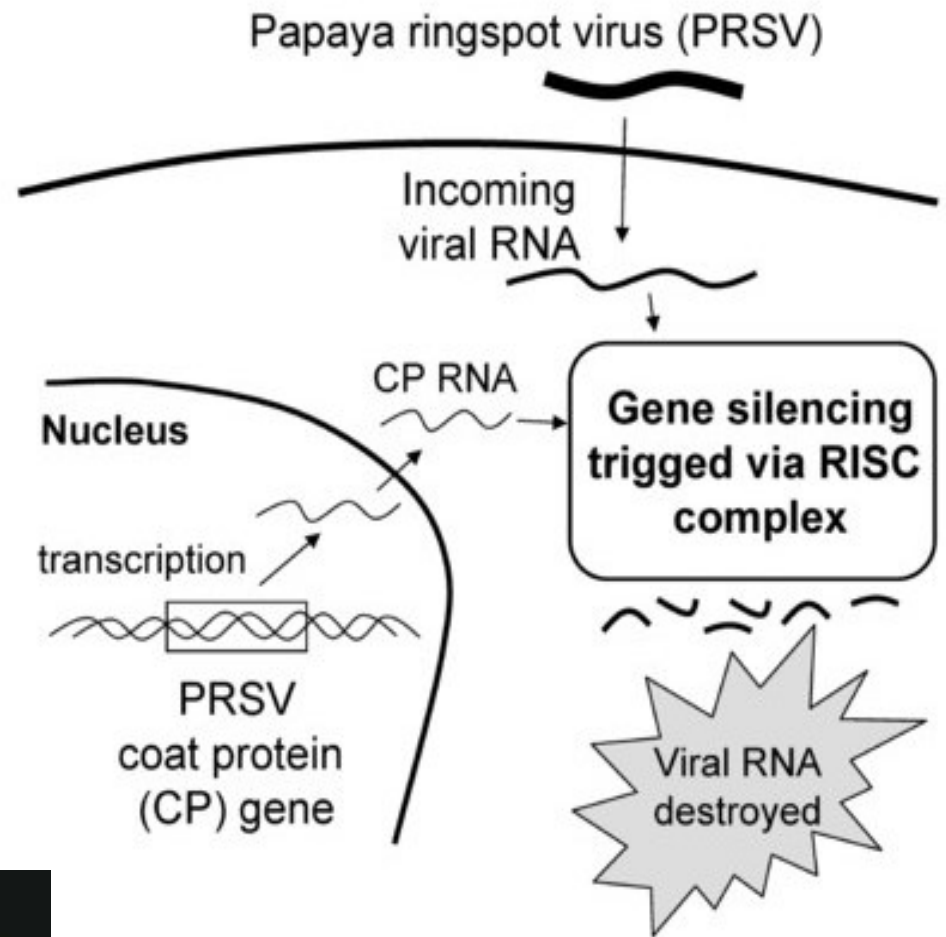 Papaya ringspot virus (PRSV)
Incoming
viral RNA
CP RNA
Nucleus
Gene silencing
trigged via RISC
complex
transcription
PRSV
coat protein
(CP) gene
Viral RNA
destroyed